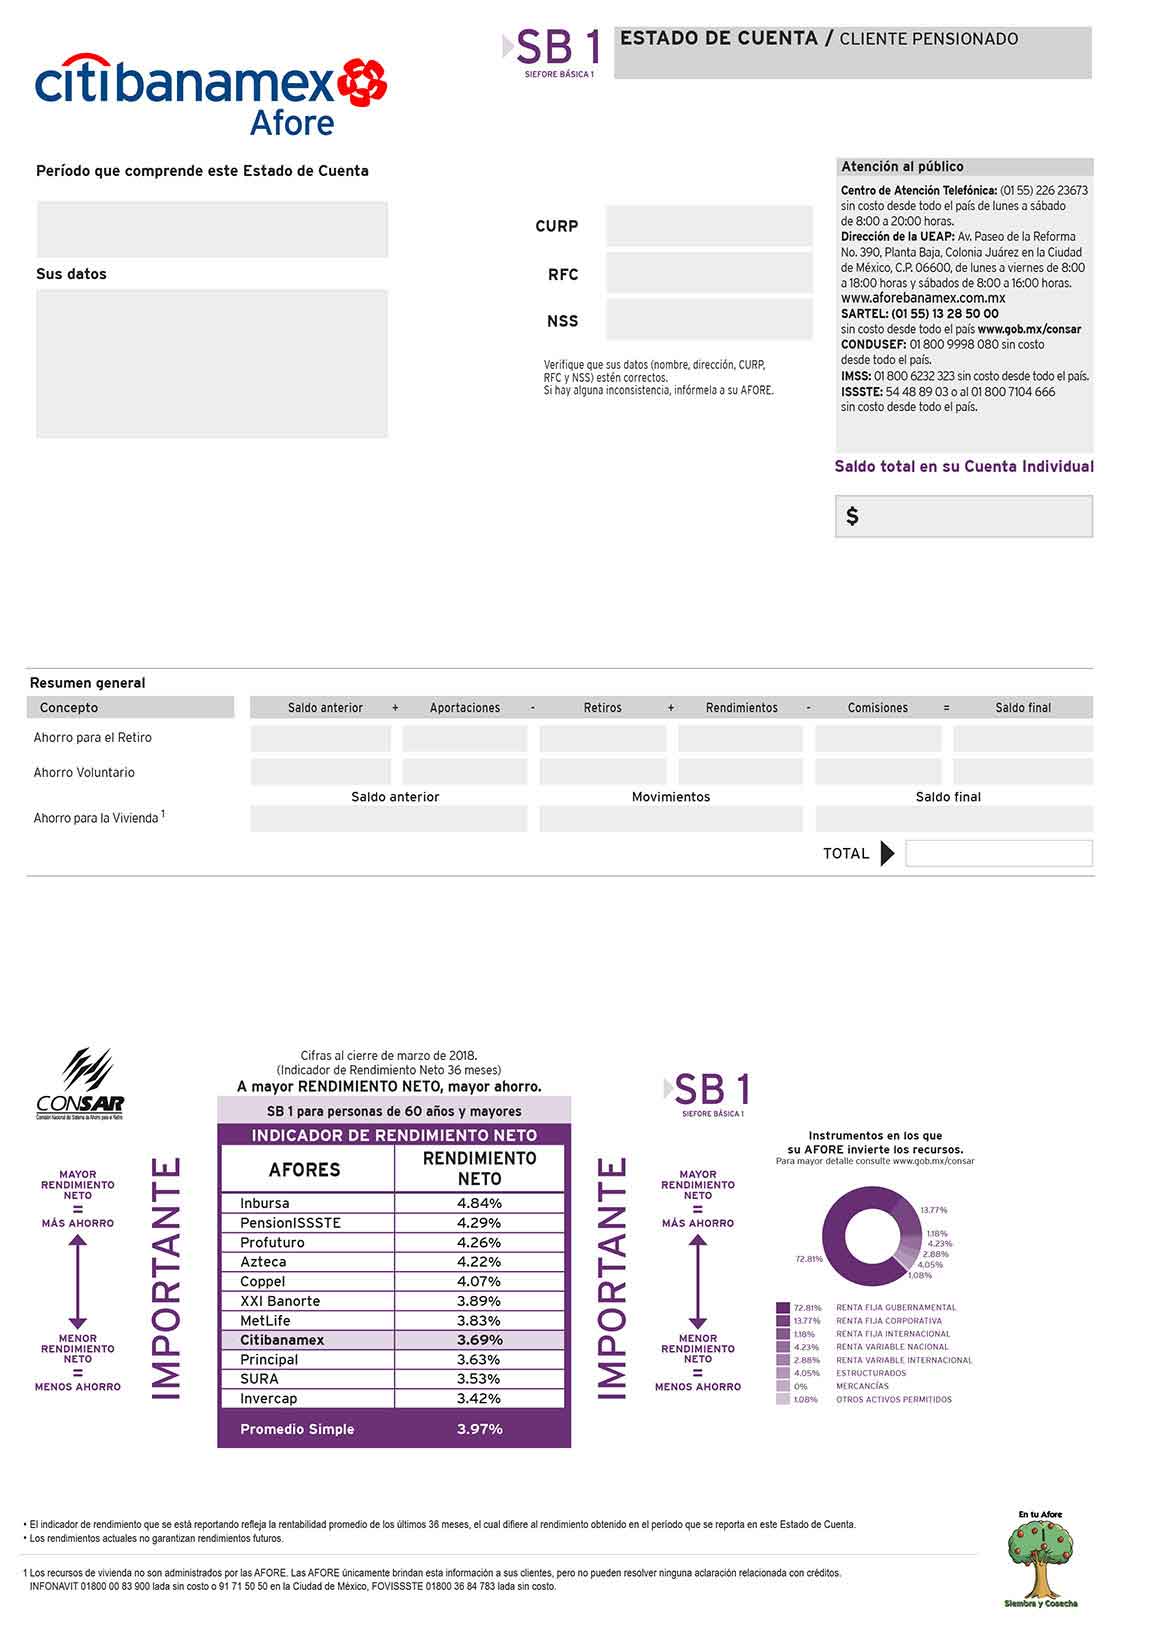 SB 1
SIEFORE BÁSICA 1
ESTADO DE CUENTA / CLIENTE PENSIONADO
citibanamex
Afore
Período que comprende este Estado de Cuenta
Sus datos
CURP
RFC
NSS
Verifique que sus datos (nombre, dirección, CURP,
RFC y NSS) estén correctos.
Si hay alguna inconsistencia, infórmela a su AFORE.
Atención al público
Centro de Atención Telefónica: (01 55) 226 23673
sin costo desde todo el país de lunes a sábado
de 8:00 a 20:00 horas.
Dirección de la UEAP: Av. Paseo de la Reforma
No. 390, Planta Baja, Colonia Juárez en la Ciudad
de México, C.P. 06600, de lunes a viernes de 8:00
a 18:00 horas y sábados de 8:00 a 16:00 horas.
www.aforebanamex.com.mx
SARTEL: (01 55) 13 28 50 00
sin costo desde todo el país www.gob.mx/consar
CONDUSEF: 01 800 9998 080 sin costo
desde todo el país.
IMSS: 01 800 6232 323 sin costo desde todo el país.
ISSSTE: 54 48 89 03 o al 01 800 7104 666
sin costo desde todo el país.
Saldo total en su Cuenta Individual
$
Resumen general
Concepto Saldo anterior + Aportaciones - Retiros + Rendimientos - Comisiones = Saldo final
Ahorro para el Retiro
Ahorro Voluntario
Saldo anterior Movimientos Saldo final
Ahorro para la Vivienda 1
TOTAL
CONSAR
Comisión Nacional de Sistema de Ahorro para el Retiro
MAYOR
RENDIMIENTO
NETO
=
MÁS AHORRO
MENOR
RENDIMIENTO
NETO
=
MENOS AHORRO
IMPORTANTE
Cifras al cierre de marzo de 2018.
(Indicador de Rendimiento Neto 36 meses)
A mayor RENDIMIENTO NETO, mayor ahorro.
SB 1 para personas de 60 años y mayores
INDICADOR DE RENDIMIENTO NETO
AFORES RENDIMIENTO NETO
Inbursa 4.84%
PensionISSSTE 4.29%
Profuturo 4.26%
Azteca 4.22%
Coppel 4.07%
XXI Banorte 3.89%
MetLife 3.83%
Citibanamex 3.69%
Principal 3.63%
SURA 3.53%
Invercap 3.42%
Promedio Simple 3.97%
IMPORTANTE
SB 1
SIEFORE BÁSICA 1
MAYOR
RENDIMIENTO
NETO
=
MÁS AHORRO
MENOR
RENDIMIENTO
NETO
=
MENOS AHORRO
Instrumentos en los que
su AFORE invierte los recursos.
Para mayor detalle consulte www.gob.mx/consar
13.77%
1.18%
4.23%
2.88%
4.05%
1.08%
72.81%
72.81% RENTA FIJA GUBERNAMENTAL
13.77% RENTA FIJA CORPORATIVA
1.18% RENTA FIJA INTERNACIONAL
4.23% RENTA VARIABLE NACIONAL
2.88% RENTA VARIABLE INTERNACIONAL
4.05% ESTRUCTURADOS
0% MERCANCÍAS
1.08% OTROS ACTIVOS PERMITIDOS
• El indicador de rendimiento que se está reportando refleja la rentabilidad promedio de los últimos 36 meses, el cual difiere al rendimiento obtenido en el período que se reporta en este Estado de Cuenta.
• Los rendimientos actuales no garantizan rendimientos futuros.
1 Los recursos de vivienda no son administrados por las AFORE. Las AFORE únicamente brindan esta información a sus clientes, pero no pueden resolver ninguna aclaración relacionada con créditos.
INFONAVIT 01800 00 83 900 lada sin costo o 91 71 50 50 en la Ciudad de México, FOVISSSTE 01800 36 84 783 lada sin costo.
En tu Afore
Siembra y Cosecha